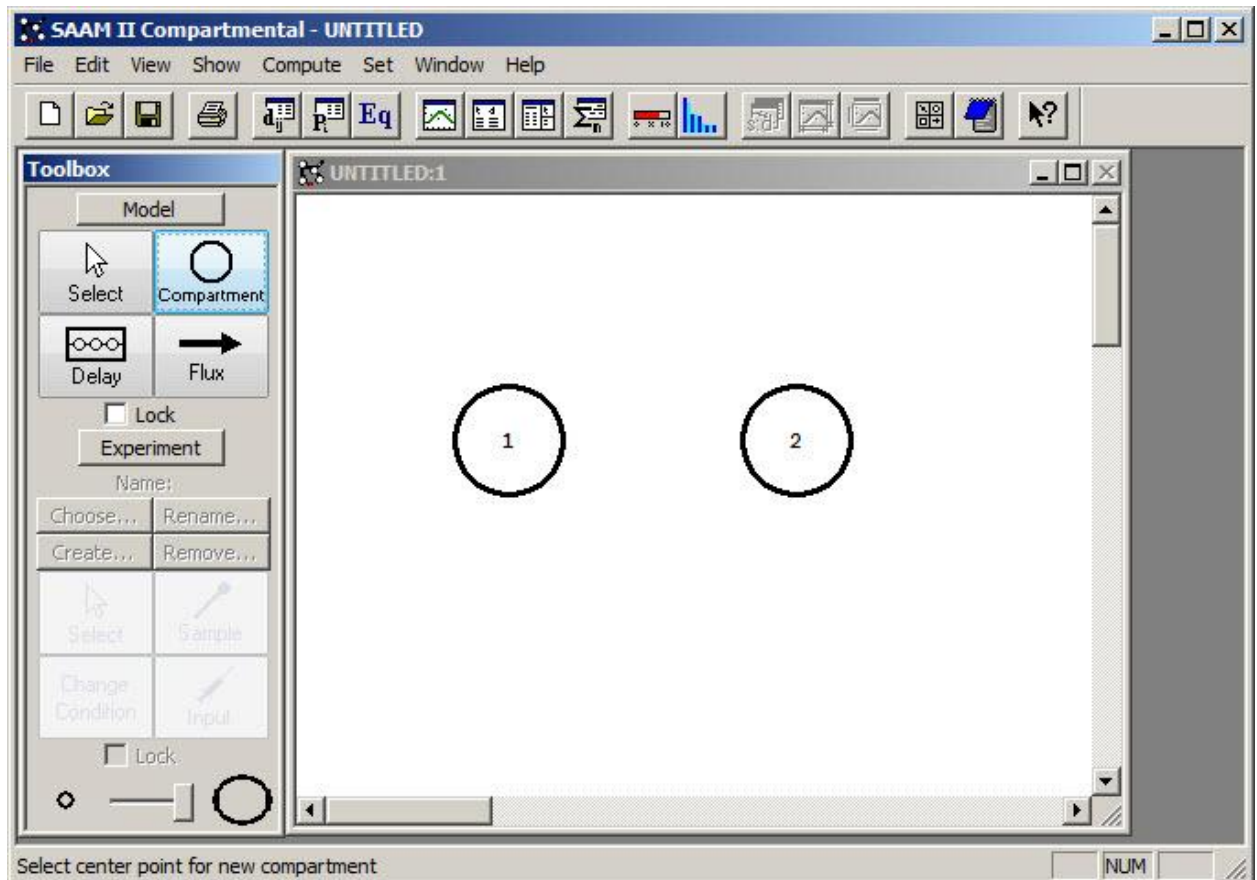 SAAM II Compartmental - UNTITLED
File Edit View Show Compute Set Window Help
Eq
Toolbox
UNTITLED:1
Model
Select Compartment
Delay Flux
Lock
Experiment
Name:
Choose... Rename...
Create... Remove...
Select Sample
Change Condition Input
Lock
1 2
Select center point for new compartment
NUM